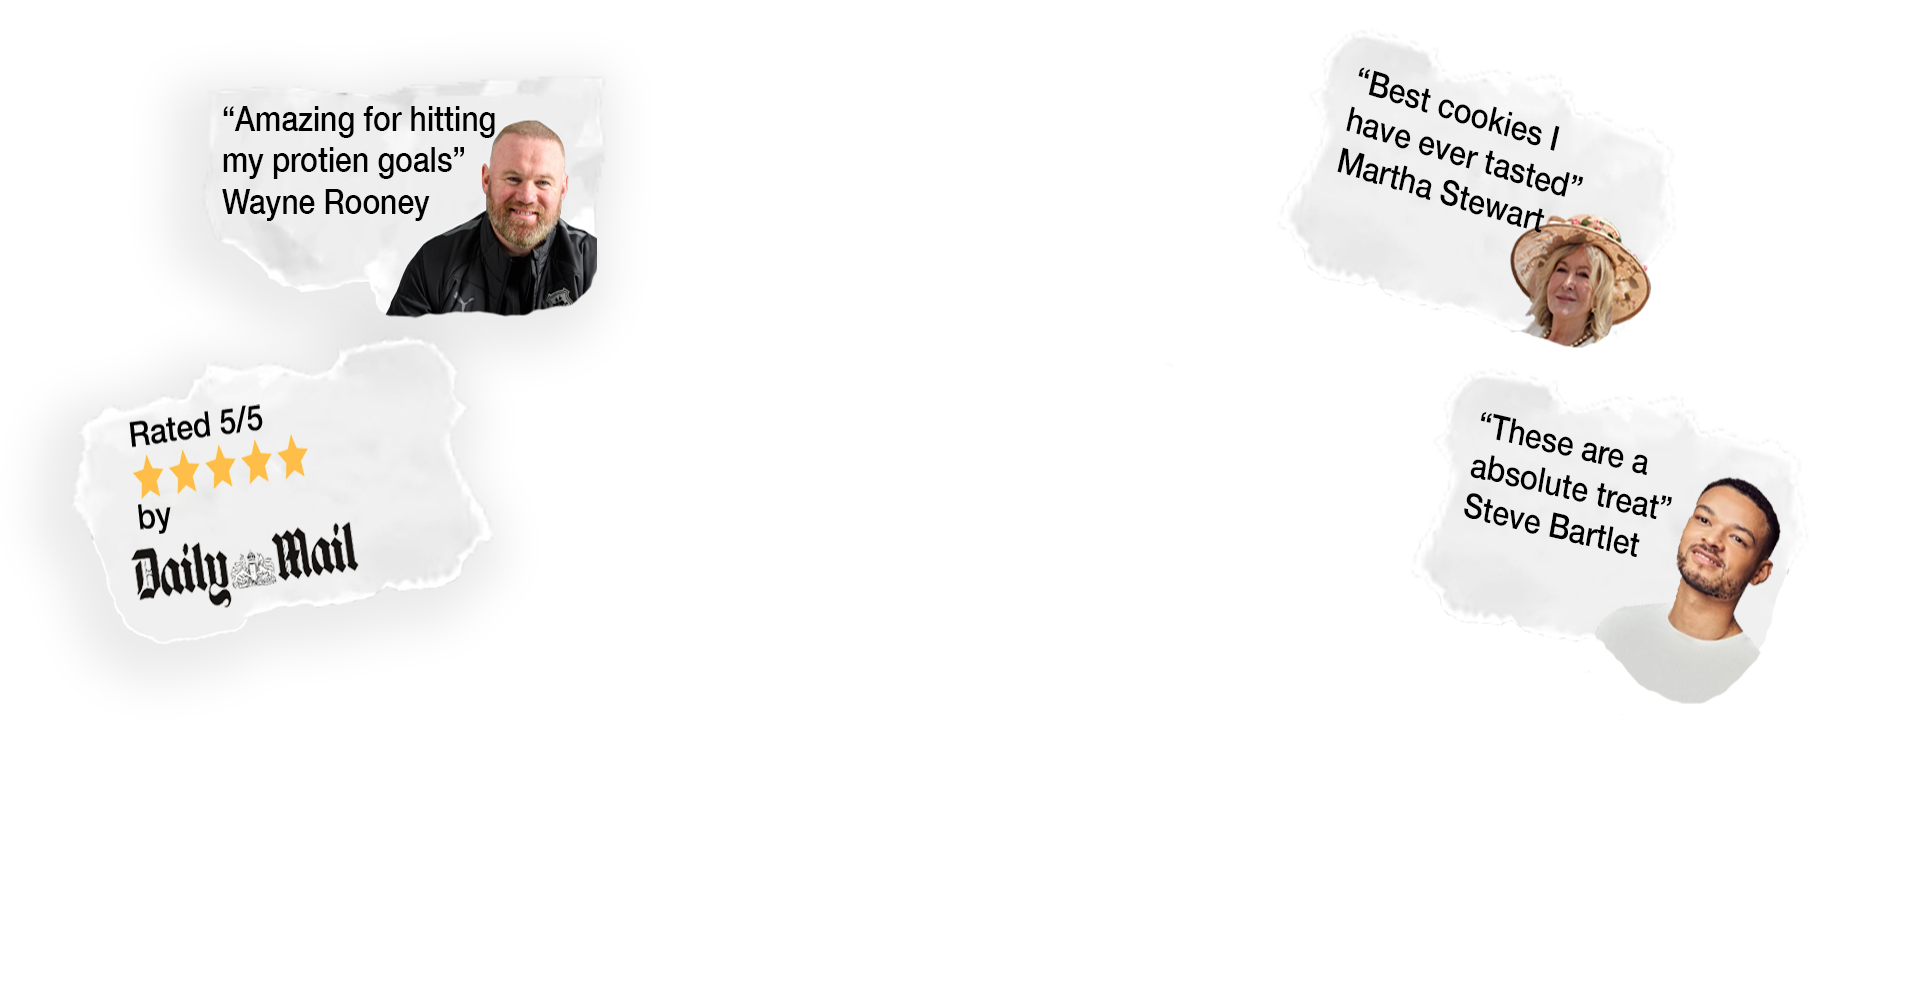 “Amazing for hitting
my protien goals”
Wayne Rooney
Rated 5/5
by
Daily Mail
“Best cookies I
have ever tasted”
Martha Stewart
“These are a
absolute treat”
Steve Bartlet